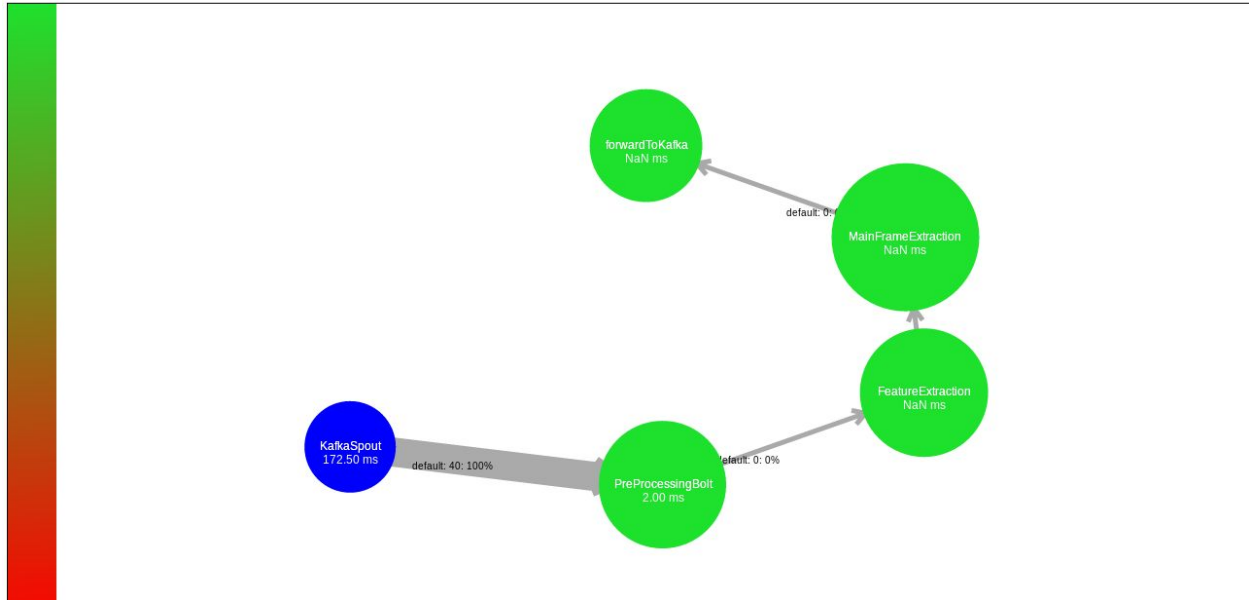 forwardToKafka
NaN ms
default: 0:
MainFrameExtraction
NaN ms
FeatureExtraction
NaN ms
KafkaSpout
172.50 ms
default: 40: 100%
PreProcessingBolt
2.00 ms
default: 0: 0%